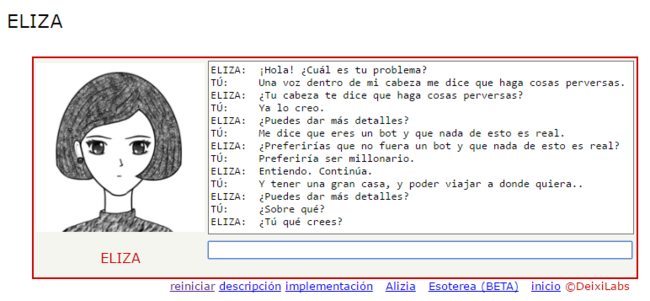 ELIZA
ELIZA: ¡Hola! ¿Cuál es tu problema?
TÚ: Una voz dentro de mi cabeza me dice que haga cosas perversas.
ELIZA: ¿Tu cabeza te dice que haga cosas perversas?
TÚ: Ya lo creo.
ELIZA: ¿Puedes dar más detalles?
TÚ: Me dice que eres un bot y que nada de esto es real.
ELIZA: ¿Preferirías que no fuera un bot y que nada de esto es real?
TÚ: Preferiría ser millonario.
ELIZA: Entiendo. Continúa.
TÚ: Y tener una gran casa, y poder viajar a donde quiera..
ELIZA: ¿Puedes dar más detalles?
TÚ: ¿Sobre qué?
ELIZA: ¿Tú qué crees?
ELIZA
reiniciar descripción implementación Alizia Esoterea (BETA) inicio ©DeixiLabs